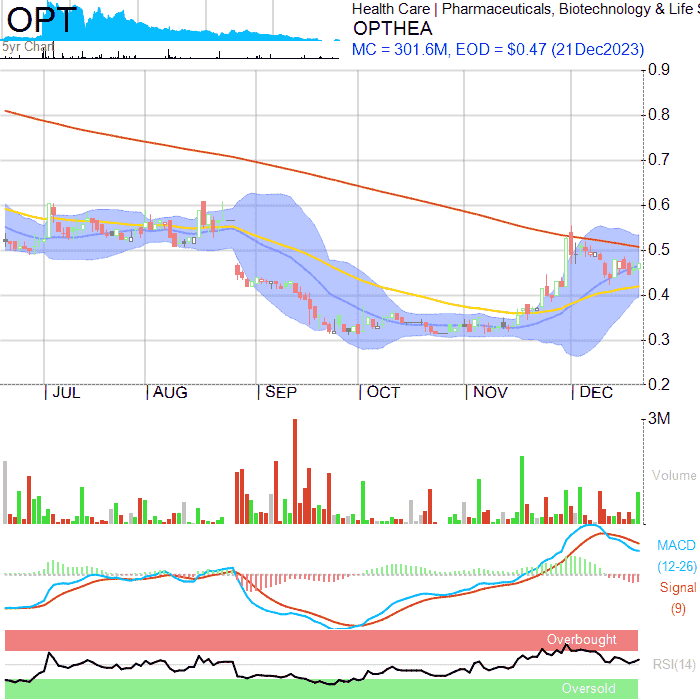 OPT
5yr Chart
Health Care | Pharmaceuticals, Biotechnology & Life S
OPTHEA
MC = 301.6M, EOD = $0.47 (21Dec2023)
0.9
0.8
0.7
0.6
0.5
0.4
0.3
0.2
JUL AUG SEP OCT NOV DEC
3M
Volume
MACD
(12-26)
Signal
(9)
Overbought
RSI(14)
Oversold